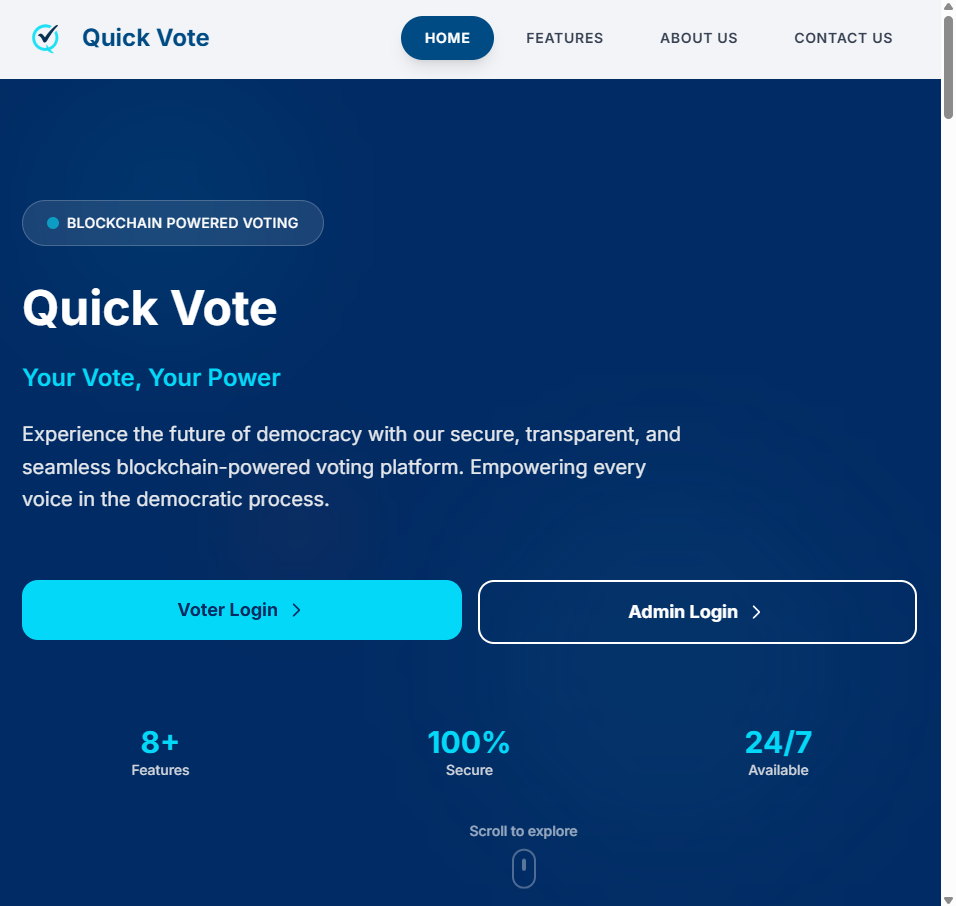 Quick Vote
HOME
FEATURES
ABOUT US
CONTACT US
BLOCKCHAIN POWERED VOTING
Quick Vote
Your Vote, Your Power
Experience the future of democracy with our secure, transparent, and
seamless blockchain-powered voting platform. Empowering every
voice in the democratic process.
Voter Login
Admin Login
8+
Features
100%
Secure
24/7
Available
Scroll to explore